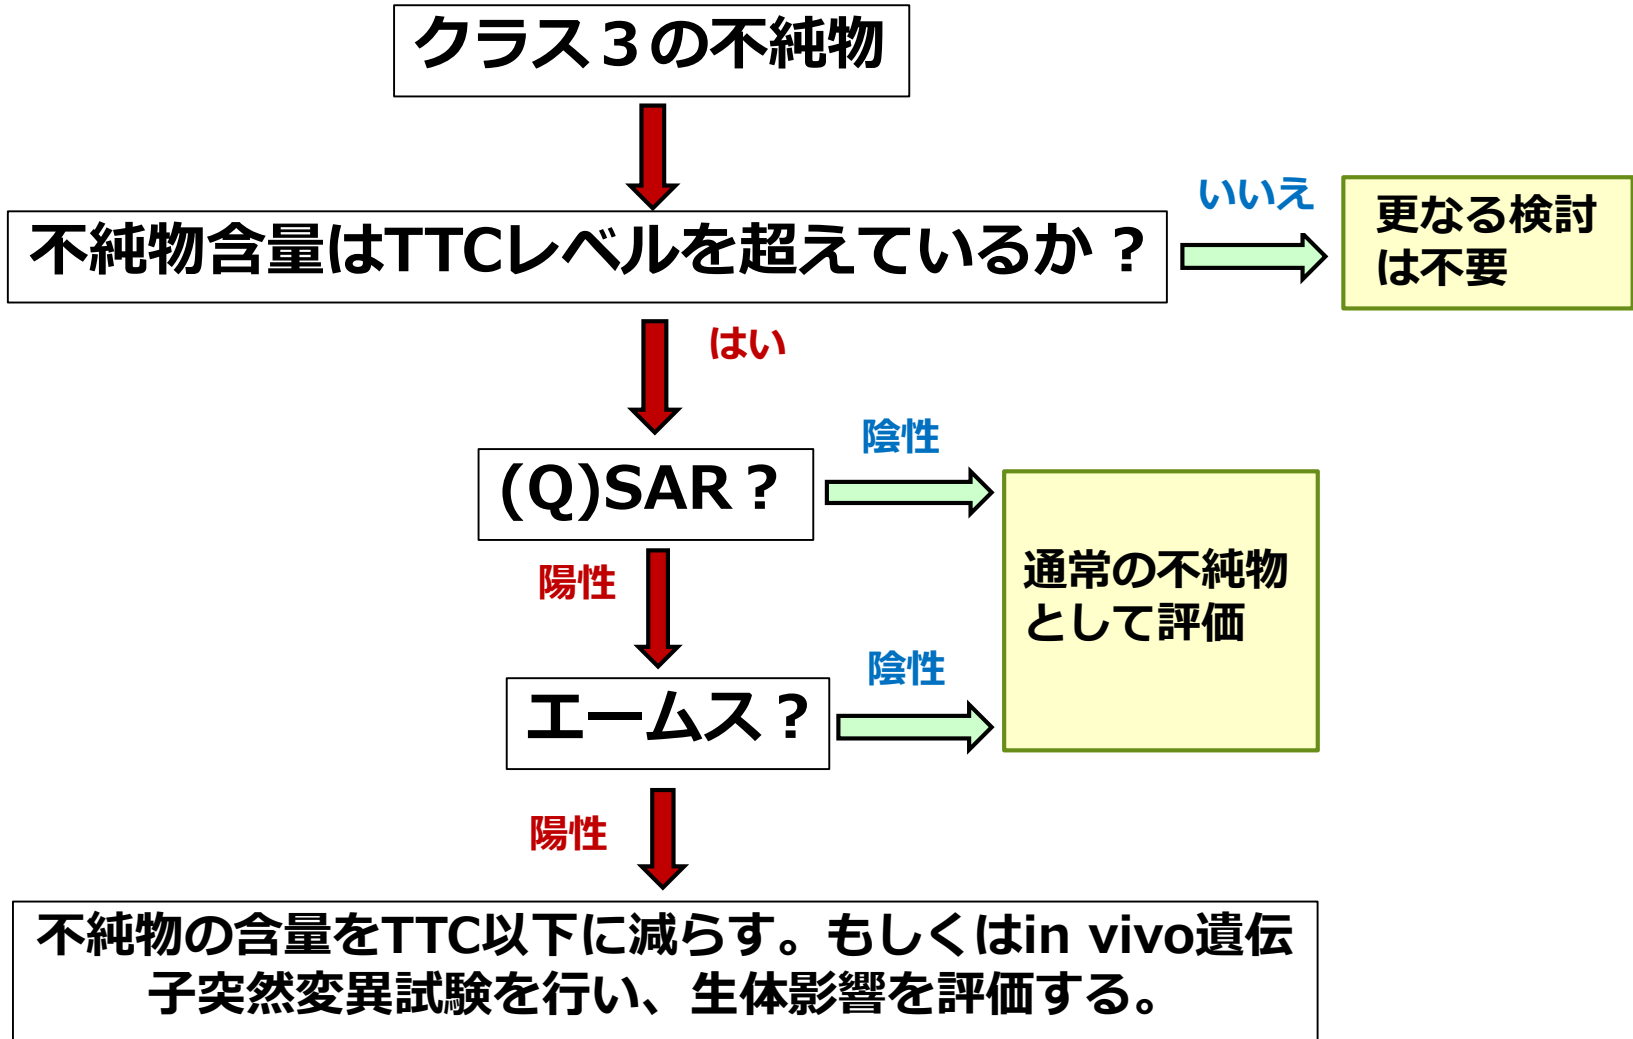 クラス３の不純物
不純物含量はTTCレベルを超えているか？
いいえ
更なる検討
は不要
はい
(Q)SAR？
陰性
通常の不純物
として評価
陽性
エームス？
陰性
陽性
不純物の含量をTTC以下に減らす。もしくはin vivo遺伝
子突然変異試験を行い、生体影響を評価する。